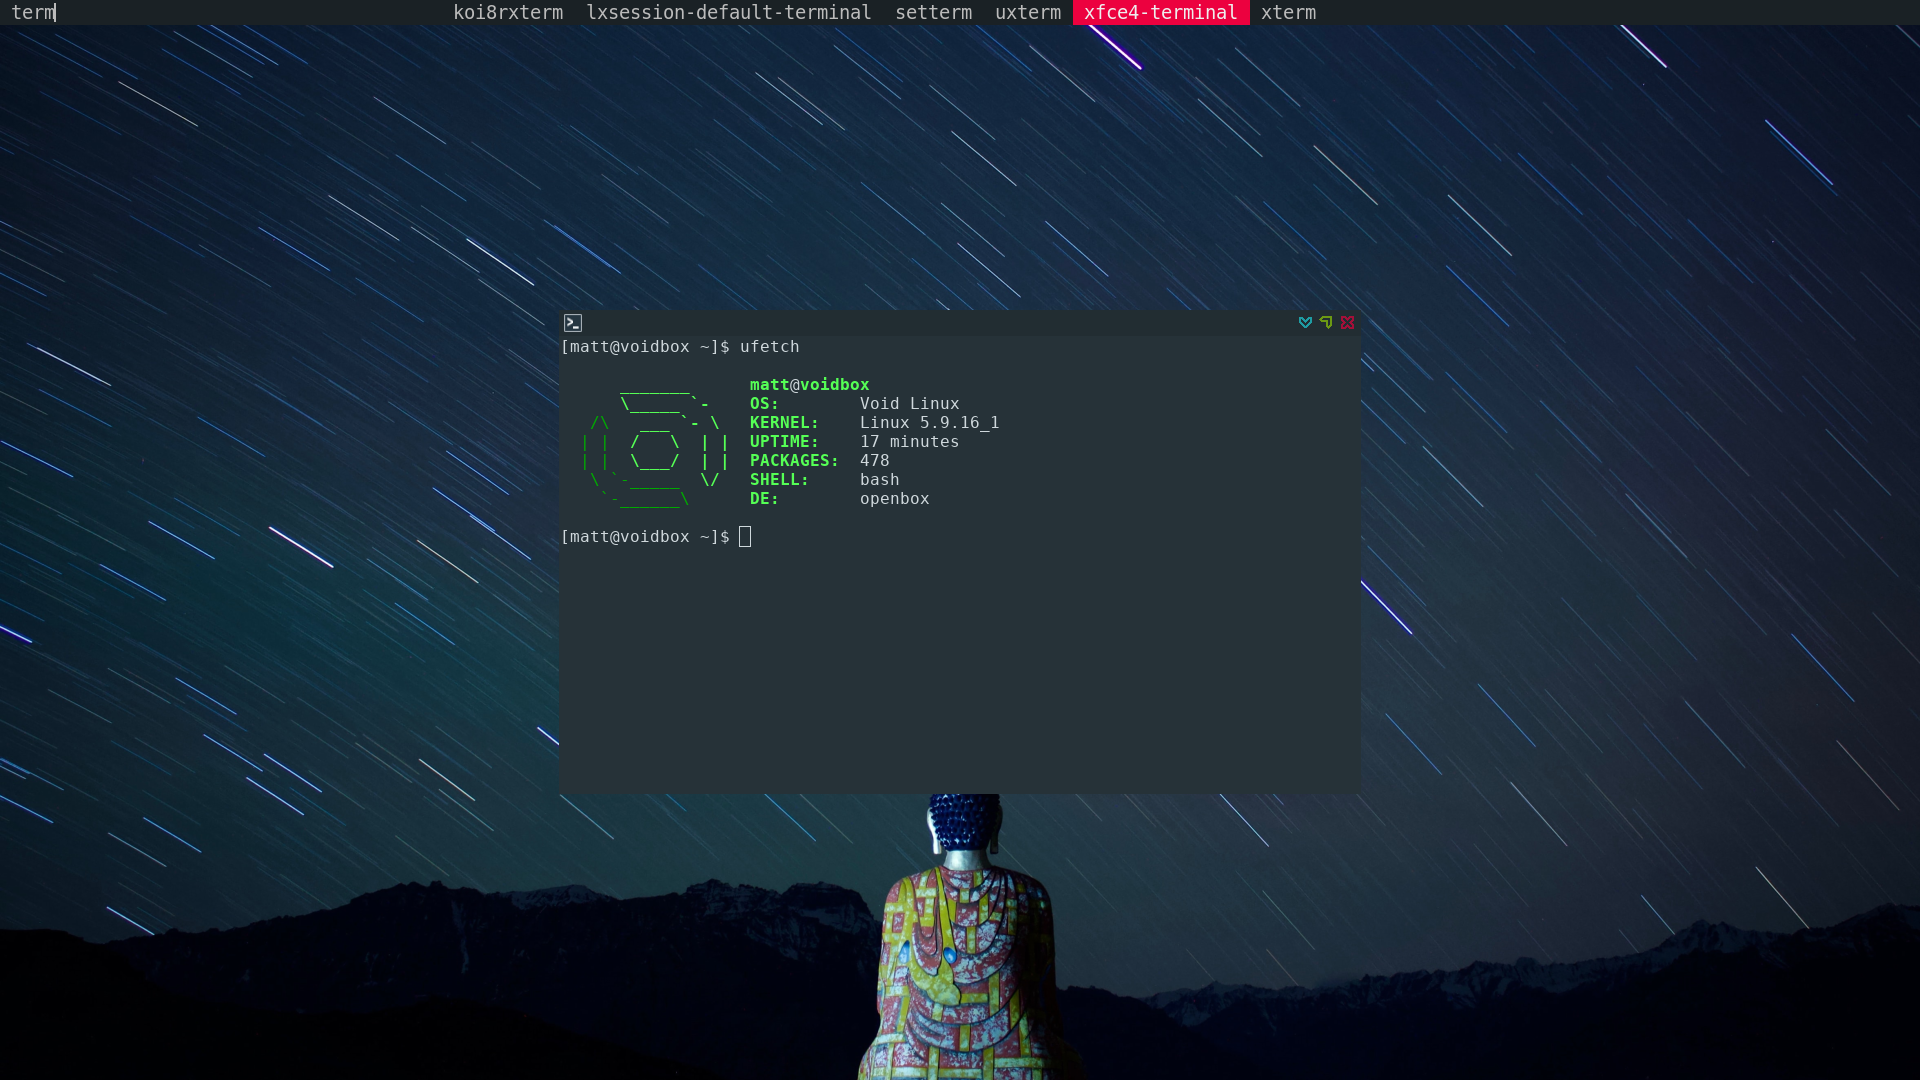 term koi8rxterm lxsession-default-terminal setterm uxterm xfce4-terminal xterm
[matt@voidbox ~]$ ufetch
matt@voidbox
OS: Void Linux
KERNEL: Linux 5.9.16_1
UPTIME: 17 minutes
PACKAGES: 478
SHELL: bash
DE: openbox
[matt@voidbox ~]$